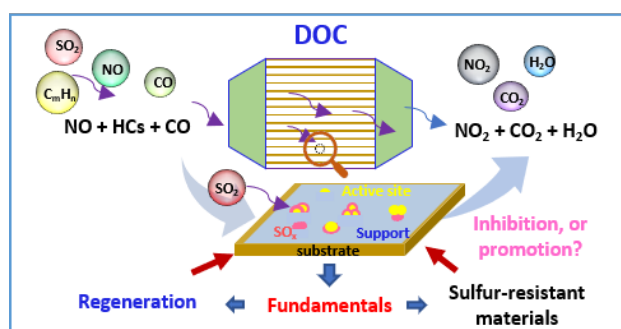 DOC
SO₂
NO
CO
CₘHₙ
NO + HCs + CO
NO₂
H₂O
CO₂
NO₂ + CO₂ + H₂O
SO₂
Active site
SOₓ
Support
substrate
Inhibition, or
promotion?
Regeneration
Fundamentals
Sulfur-resistant
materials